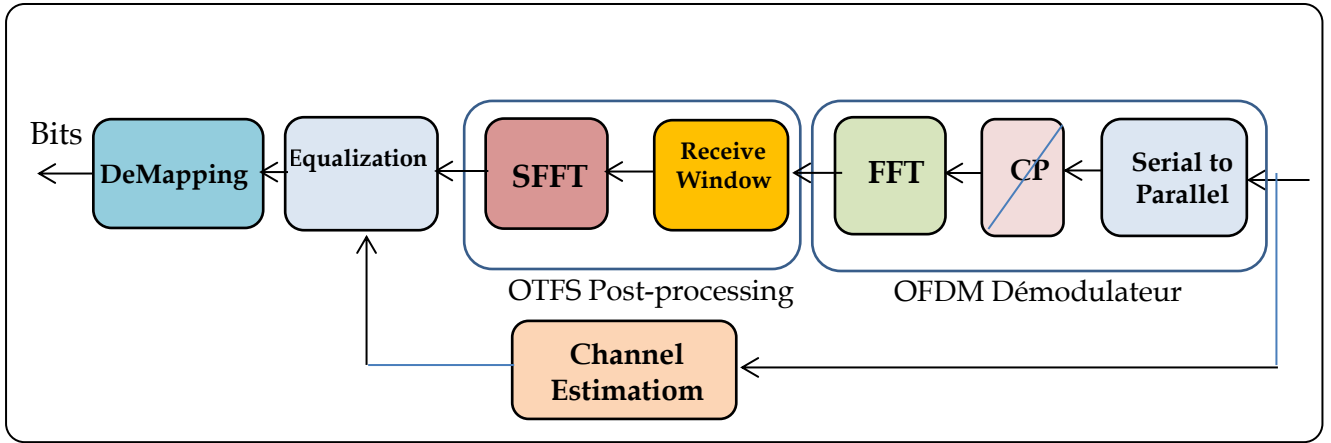 Bits
DeMapping
Equalization
SFFT
Receive
Window
FFT
CP
Serial to
Parallel
OTFS Post-processing
OFDM Démodulateur
Channel
Estimatiom